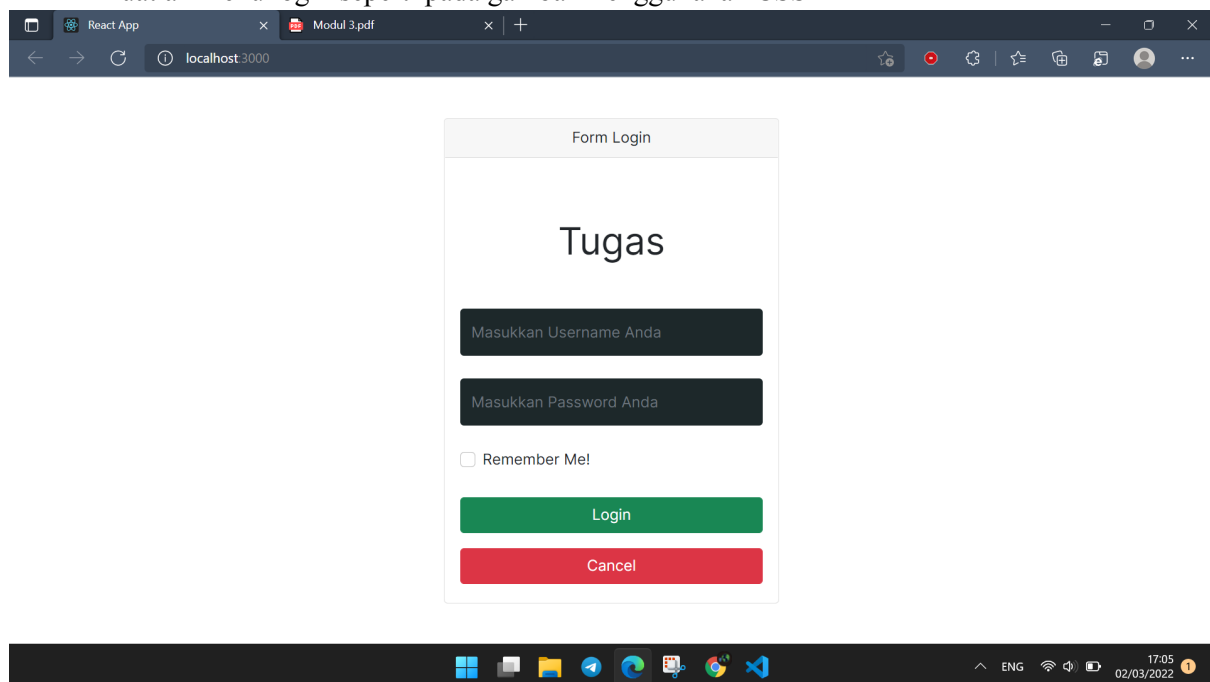 React App
Modul 3.pdf
localhost:3000
Form Login
Tugas
Masukkan Username Anda
Masukkan Password Anda
Remember Me!
Login
Cancel
ENG
17:05
02/03/2022
1